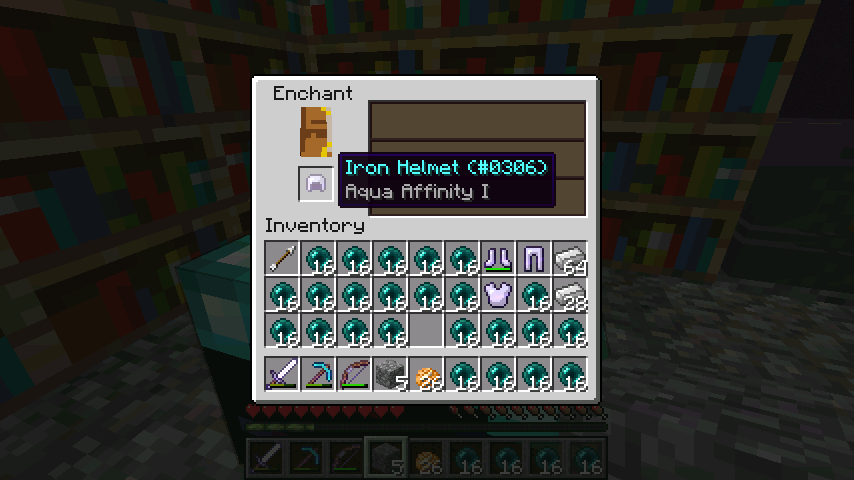 Enchant
Iron Helmet (#0306)
Aqua Affinity I
Inventory
16 16 16 16 16 64
16 16 16 16 16 16 16 28
16 16 16 16 16 16 16 16
5 26 16 16 16 16
5 26 16 16 16 16